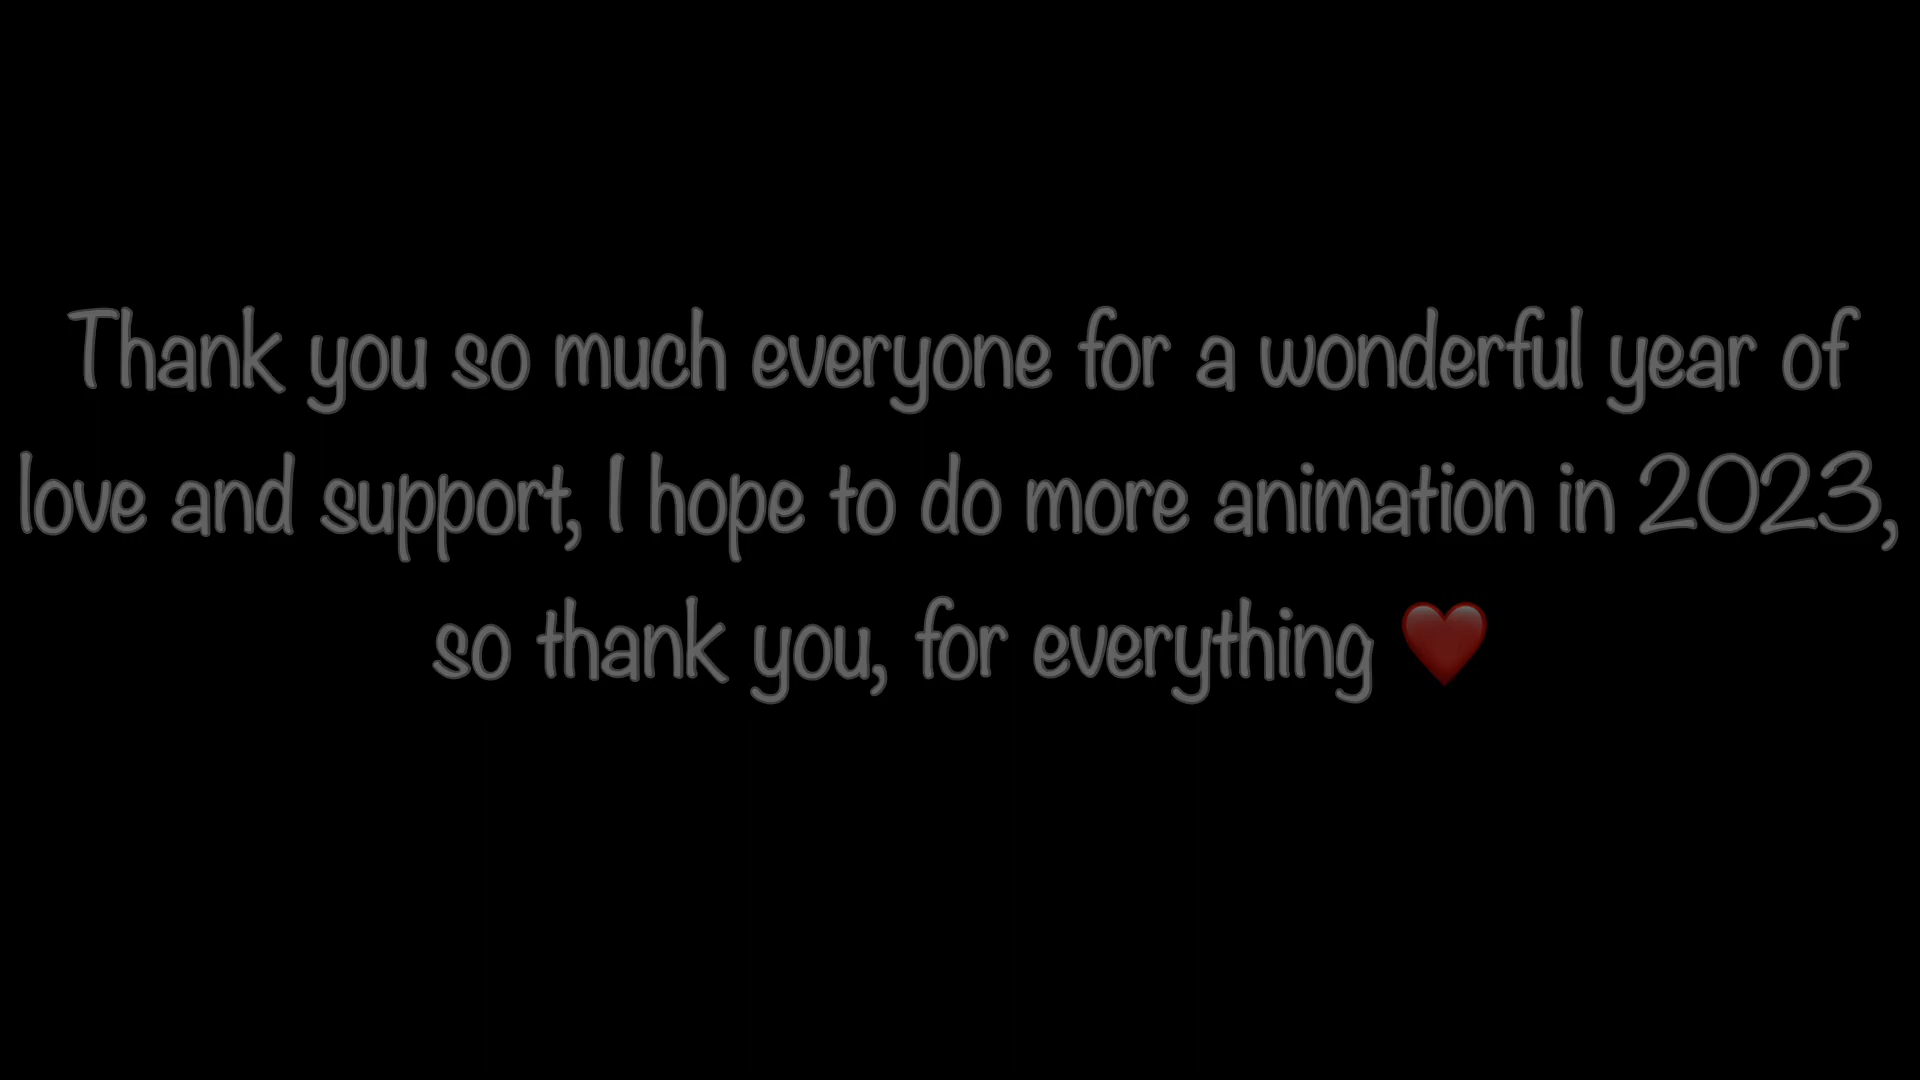 Thank you so much everyone for a wonderful year of
love and support, I hope to do more animation in 2023,
so thank you, for everything ❤️